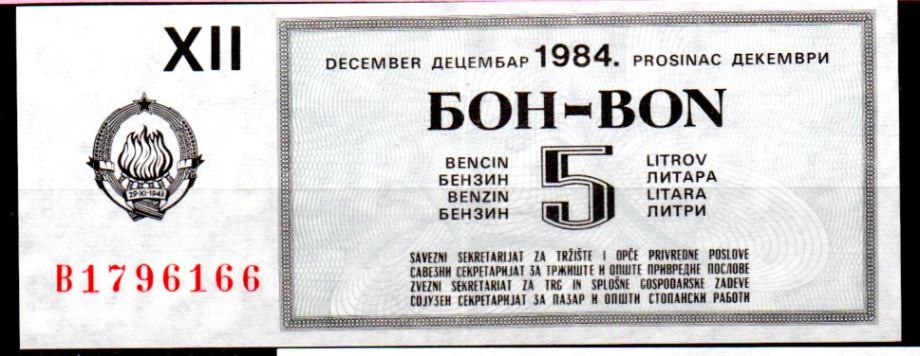 XII
29·XI·1943
B1796166
DECEMBER ДЕЦЕМБАР 1984. PROSINAC ДЕКЕМВРИ
БОН-BON
BENCIN 5 LITROV
БЕНЗИН ЛИТАРА
BENZIN LITARA
БЕНЗИН ЛИТРИ
SAVEZNI SEKRETARIJAT ZA TRŽIŠTE I OPĆE PRIVREDNE POSLOVE
САВЕЗНИ СЕКРЕТАРИЈАТ ЗА ТРЖИШТЕ И ОПШТЕ ПРИВРЕДНЕ ПОСЛОВЕ
ZVEZNI SEKRETARIAT ZA TRG IN SPLOŠNE GOSPODARSKE ZADEVE
СОЈУЗЕН СЕКРЕТАРИЈАТ ЗА ПАЗАР И ОПШТИ СТОПАНСКИ РАБОТИ